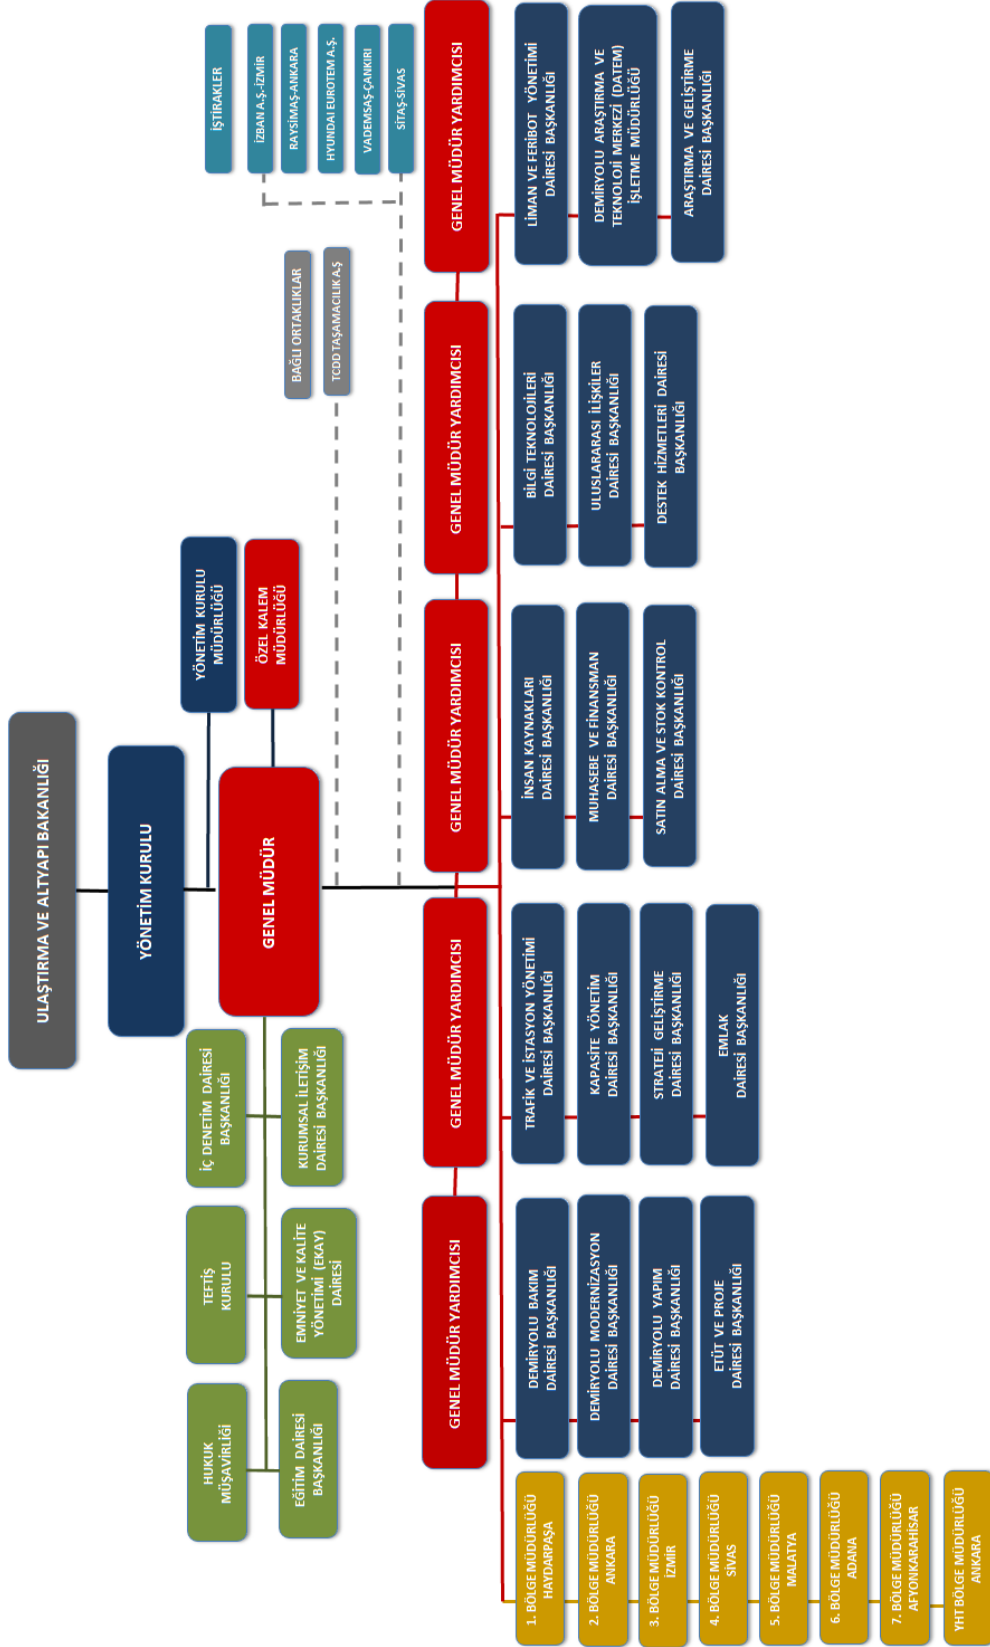 ULAŞTIRMA VE ALTYAPI BAKANLIĞI
YÖNETİM KURULU
YÖNETİM KURULU
MÜDÜRLÜĞÜ
GENEL MÜDÜR
ÖZEL KALEM
MÜDÜRLÜĞÜ
HUKUK
MÜŞAVİRLİĞİ
TEFTİŞ
KURULU
İÇ DENETİM DAİRESİ
BAŞKANLIĞI
EĞİTİM DAİRESİ
BAŞKANLIĞI
EMNİYET VE KALİTE
YÖNETİMİ (EKAY)
DAİRESİ
KURUMSAL İLETİŞİM
DAİRESİ BAŞKANLIĞI
BAĞLI ORTAKLIKLAR
TCDD TAŞAMACILIK A.Ş
İŞTİRAKLER
İZBAN A.Ş.-İZMİR
RAYSİMAŞ-ANKARA
HYUNDAI EUROTEM A.Ş.
VADEMSAŞ-ÇANKIRI
SİTAŞ-SİVAS
GENEL MÜDÜR YARDIMCISI
GENEL MÜDÜR YARDIMCISI
GENEL MÜDÜR YARDIMCISI
GENEL MÜDÜR YARDIMCISI
GENEL MÜDÜR YARDIMCISI
1. BÖLGE MÜDÜRLÜĞÜ
HAYDARPAŞA
2. BÖLGE MÜDÜRLÜĞÜ
ANKARA
3. BÖLGE MÜDÜRLÜĞÜ
İZMİR
4. BÖLGE MÜDÜRLÜĞÜ
SİVAS
5. BÖLGE MÜDÜRLÜĞÜ
MALATYA
6. BÖLGE MÜDÜRLÜĞÜ
ADANA
7. BÖLGE MÜDÜRLÜĞÜ
AFYONKARAHİSAR
YHT BÖLGE MÜDÜRLÜĞÜ
ANKARA
DEMİRYOLU BAKIM
DAİRESİ BAŞKANLIĞI
DEMİRYOLU MODERNİZASYON
DAİRESİ BAŞKANLIĞI
DEMİRYOLU YAPIM
DAİRESİ BAŞKANLIĞI
ETÜT VE PROJE
DAİRESİ BAŞKANLIĞI
TRAFİK VE İSTASYON YÖNETİMİ
DAİRESİ BAŞKANLIĞI
KAPASİTE YÖNETİM
DAİRESİ BAŞKANLIĞI
STRATEJİ GELİŞTİRME
DAİRESİ BAŞKANLIĞI
EMLAK
DAİRESİ BAŞKANLIĞI
İNSAN KAYNAKLARI
DAİRESİ BAŞKANLIĞI
MUHASEBE VE FİNANSMAN
DAİRESİ BAŞKANLIĞI
SATIN ALMA VE STOK KONTROL
DAİRESİ BAŞKANLIĞI
BİLGİ TEKNOLOJİLERİ
DAİRESİ BAŞKANLIĞI
ULUSLARARASI İLİŞKİLER
DAİRESİ BAŞKANLIĞI
DESTEK HİZMETLERİ DAİRESİ
BAŞKANLIĞI
LİMAN VE FERİBOT YÖNETİMİ
DAİRESİ BAŞKANLIĞI
DEMİRYOLU ARAŞTIRMA VE
TEKNOLOJİ MERKEZİ (DATEM)
İŞLETME MÜDÜRLÜĞÜ
ARAŞTIRMA VE GELİŞTİRME
DAİRESİ BAŞKANLIĞI